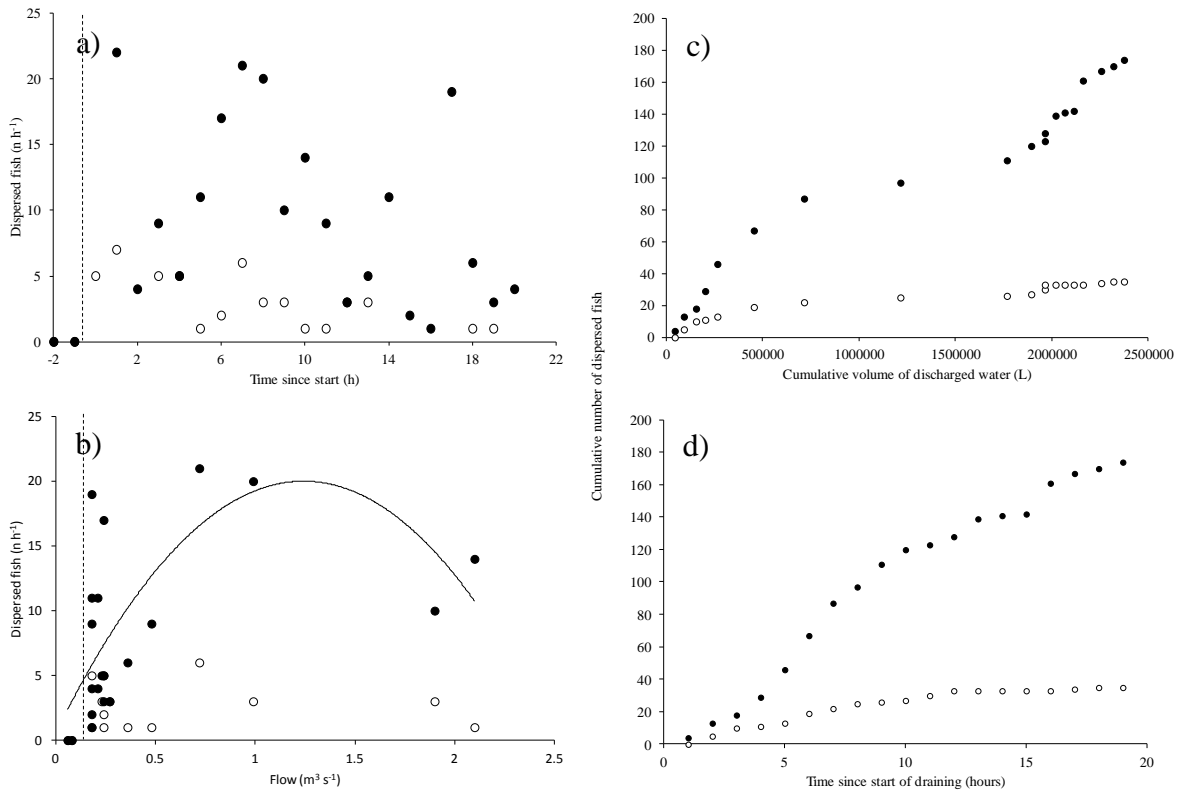 a)
25
20
15
10
5
0
Dispersed fish (n h-1)
-2 2 6 10 14 18 22
Time since start (h)
b)
25
20
15
10
5
0
Dispersed fish (n h-1)
0 0.5 1 1.5 2 2.5
Flow (m3 s-1)
Cumulative number of dispersed fish
c)
200
180
160
140
120
100
80
60
40
20
0
0 500000 1000000 1500000 2000000 2500000
Cumulative volume of discharged water (L)
d)
200
180
160
140
120
100
80
60
40
20
0
0 5 10 15 20
Time since start of draining (hours)